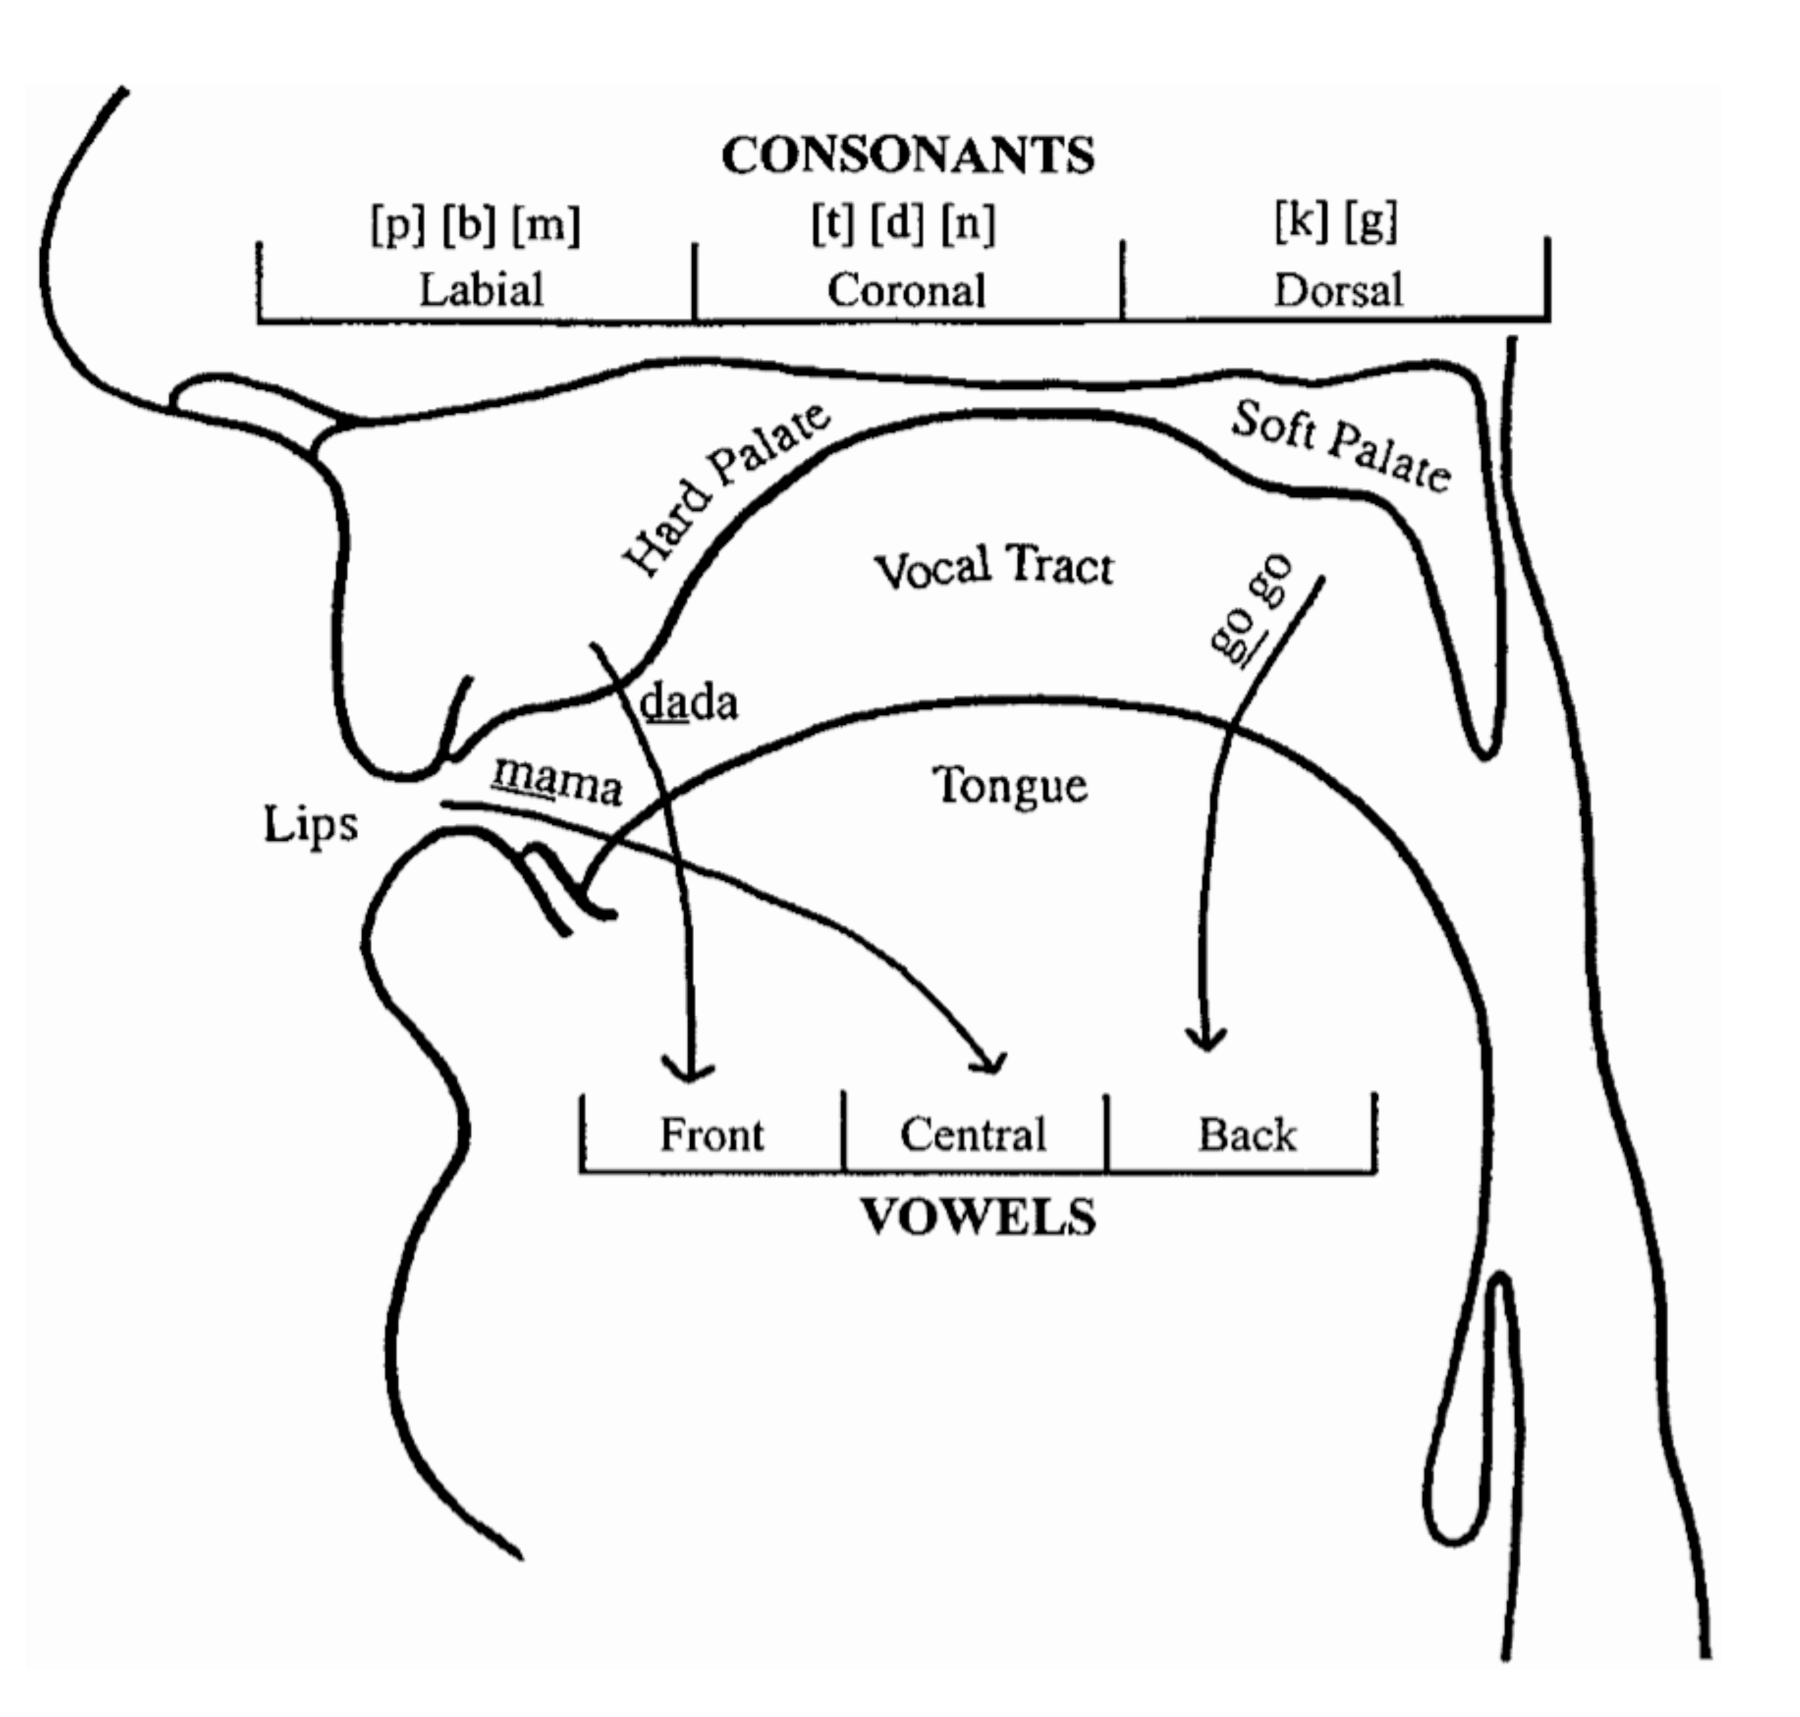 CONSONANTS
[p] [b] [m]
[t] [d] [n]
[k] [g]
Labial
Coronal
Dorsal
Hard Palate
Soft Palate
Vocal Tract
go go
dada
mama
Tongue
Lips
Front
Central
Back
VOWELS